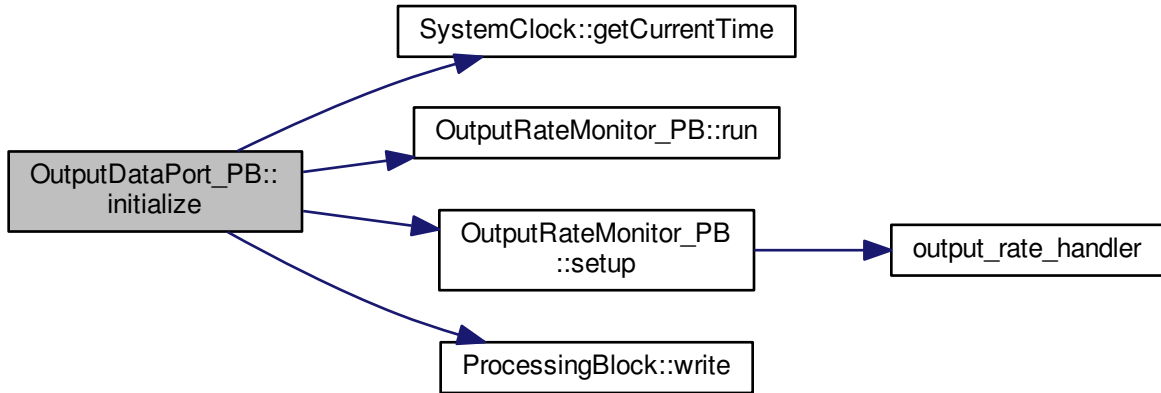 SystemClock::getCurrentTime
OutputRateMonitor_PB::run
OutputDataPort_PB::
initialize
OutputRateMonitor_PB
::setup
output_rate_handler
ProcessingBlock::write